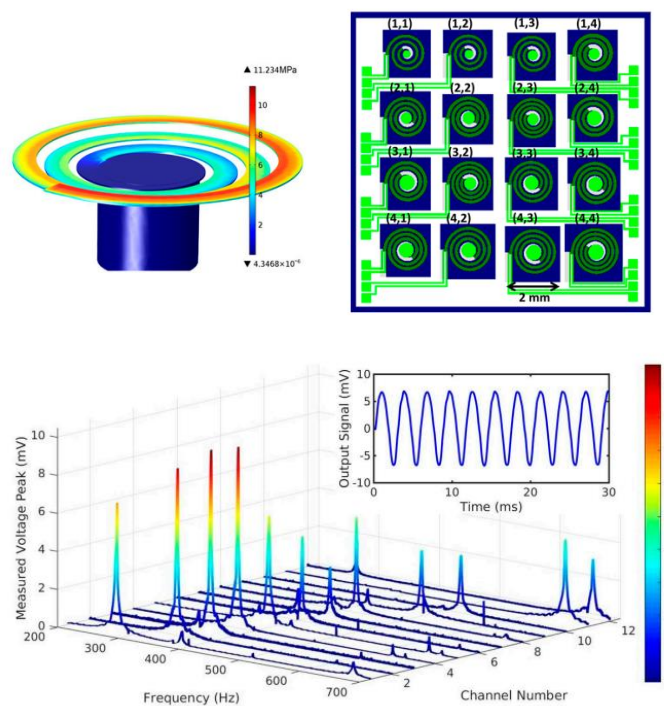 ▲ 11.234MPa
10
8
6
4
2
▼ 4.3468×10⁻⁶
(1,1) (1,2) (1,3) (1,4)
(2,1) (2,2) (2,3) (2,4)
(3,1) (3,2) (3,3) (3,4)
(4,1) (4,2) (4,3) (4,4)
2 mm
Measured Voltage Peak (mV)
10
8
6
4
2
0
200
300
400
500
600
700
Frequency (Hz)
2
4
6
8
10
12
Channel Number
Output Signal (mV)
10
5
0
-5
-10
0 10 20 30
Time (ms)